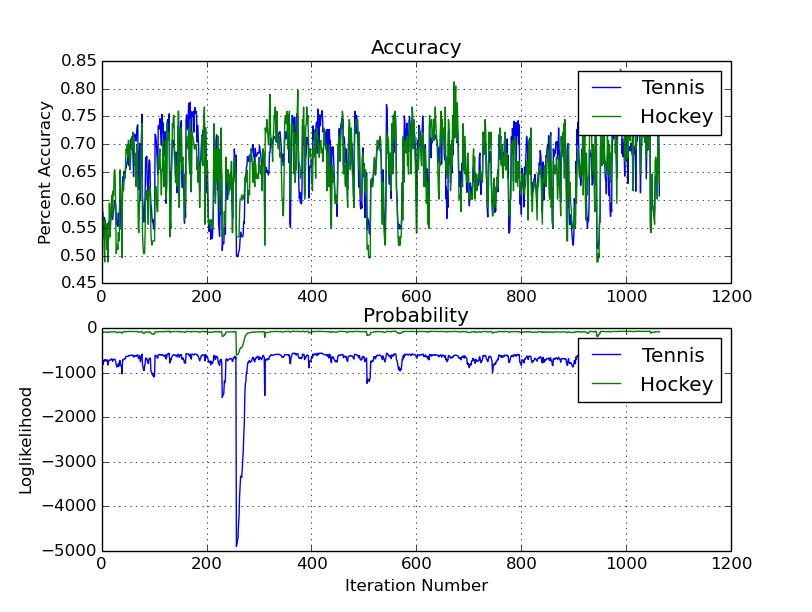 Accuracy
0.85
0.80
0.75
0.70
0.65
0.60
0.55
0.50
0.45
Percent Accuracy
Tennis
Hockey
0 200 400 600 800 1000 1200
Probability
0
−1000
−2000
−3000
−4000
−5000
Loglikelihood
Tennis
Hockey
0 200 400 600 800 1000 1200
Iteration Number